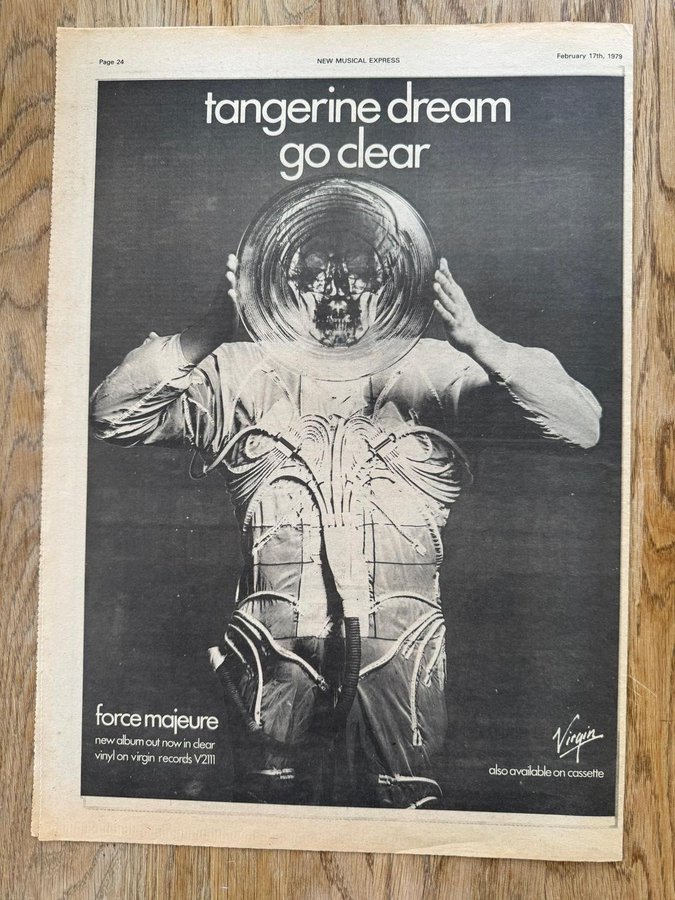 Page 24
NEW MUSICAL EXPRESS
February 17th, 1979
tangerine dream
go clear
force majeure
new album out now in clear
vinyl on virgin records V2111
Virgin
also available on cassette